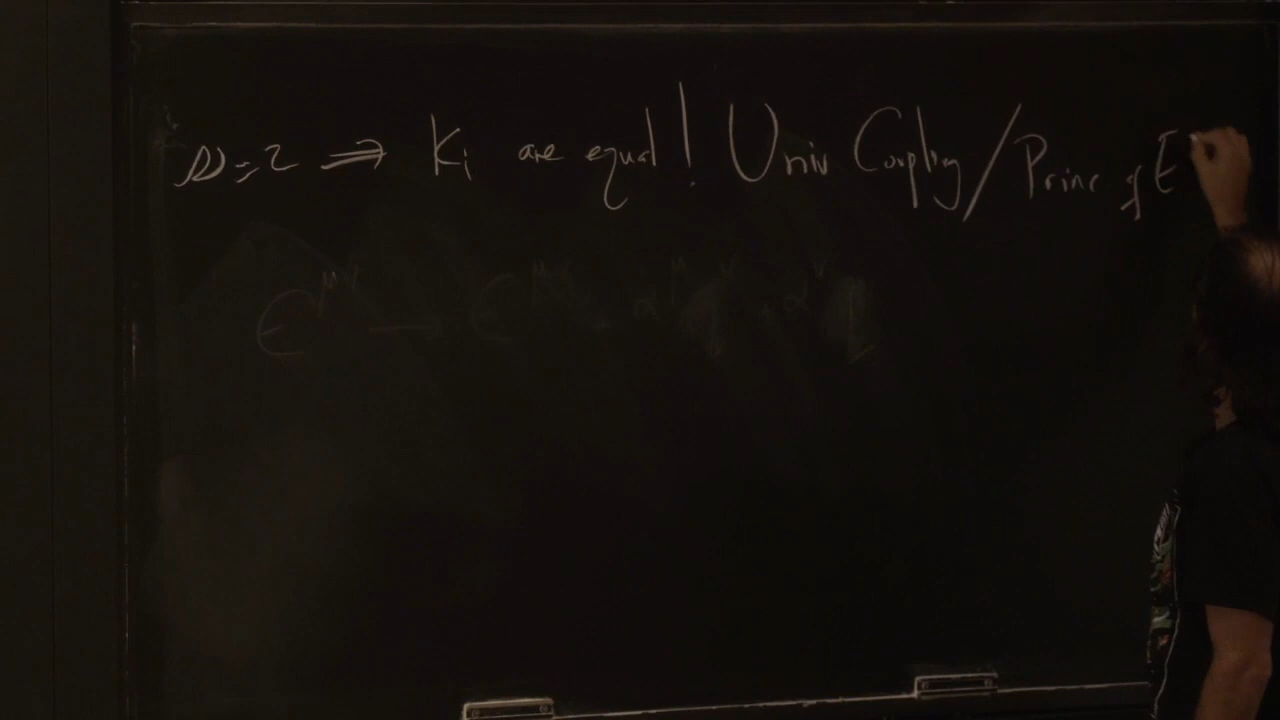 s=2 ⇒ Ki are equal! Univ Coupling/Princ of E